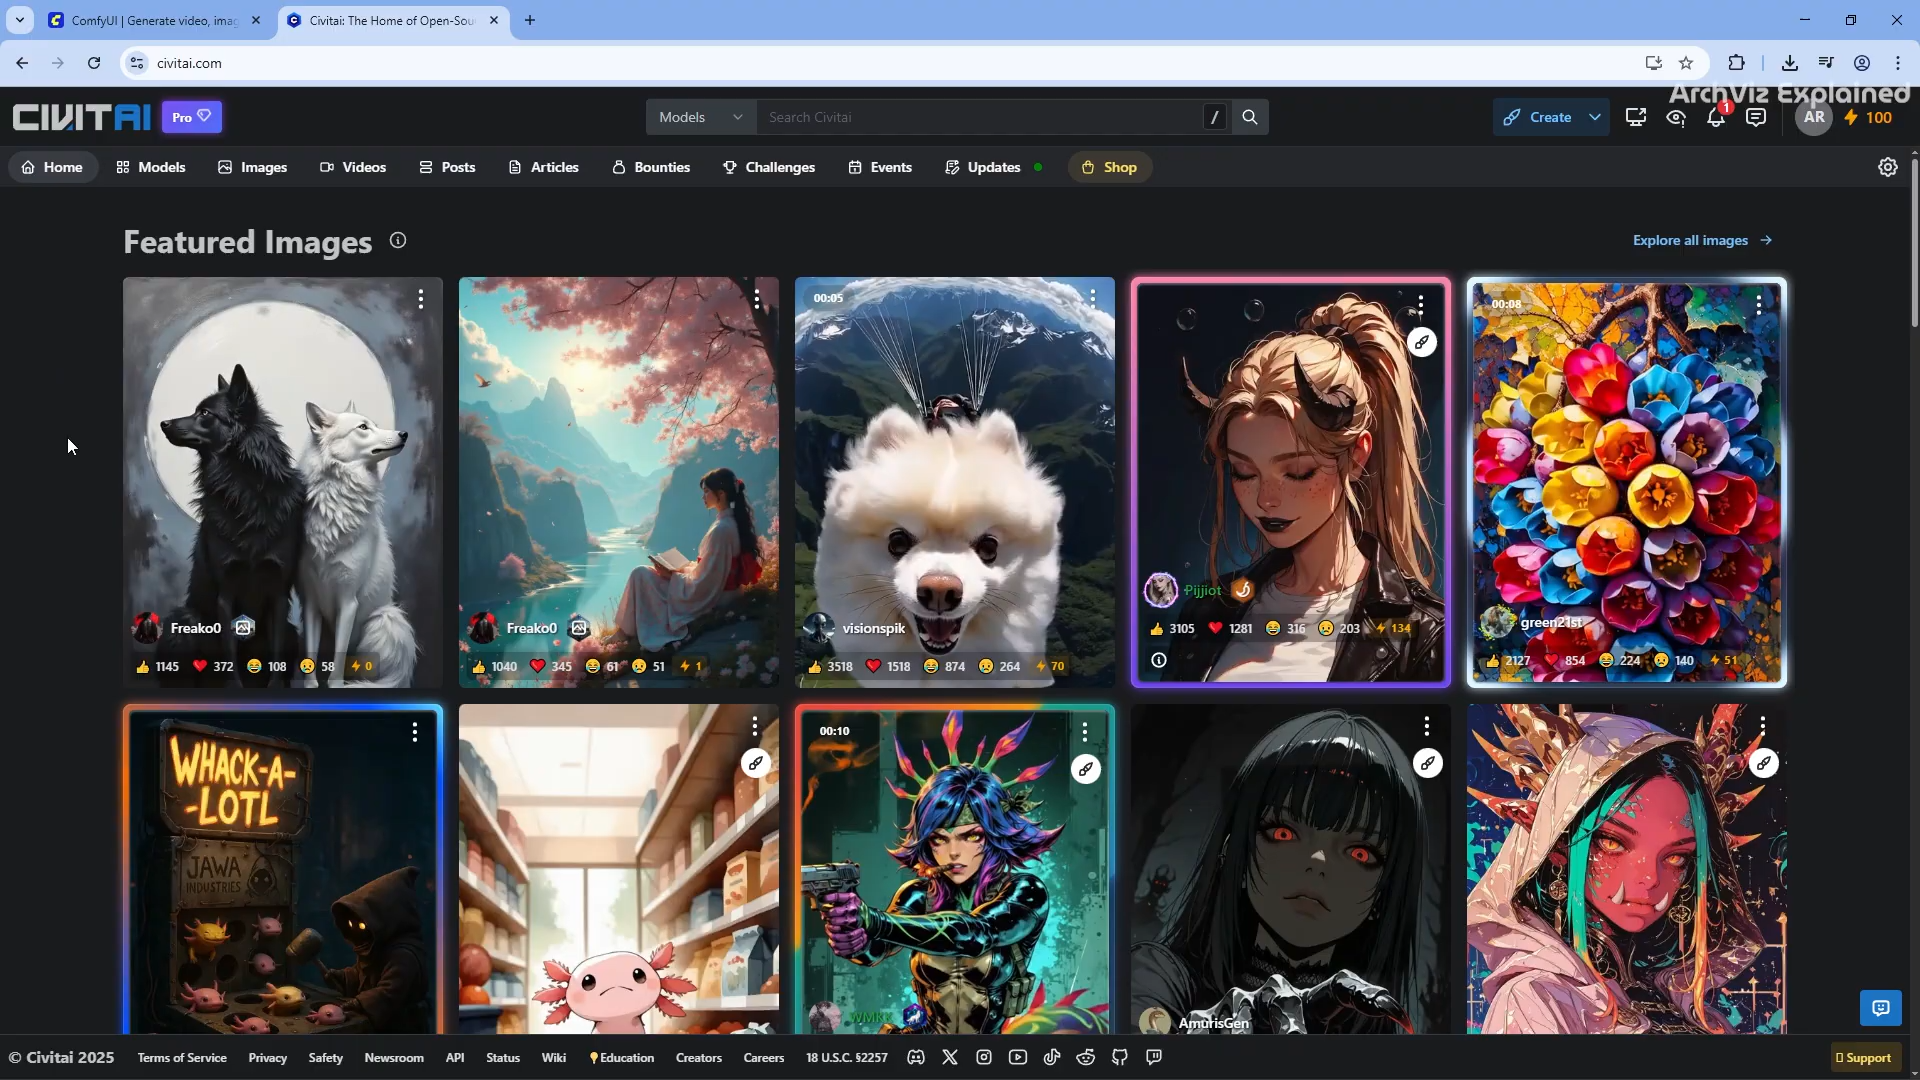 ComfyUI | Generate video, imag
Civitai: The Home of Open-Sou
civitai.com
ArchViz Explained
CIVITAI
Pro
Models
Search Civitai
/
Create
1
AR
100
Home
Models
Images
Videos
Posts
Articles
Bounties
Challenges
Events
Updates
Shop
Featured Images
Explore all images
00:05
00:08
Freako0
1145 372 108 58 0
Freako0
1040 345 61 51 1
visionspik
3518 1518 874 264 70
Pijjiot
3105 1281 316 203 134
green21st
2127 854 224 140 51
WHACK-A-
-LOTL
JAWA
INDUSTRIES
00:10
AmurisGen
© Civitai 2025
Terms of Service
Privacy
Safety
Newsroom
API
Status
Wiki
Education
Creators
Careers
18 U.S.C. §2257
Support